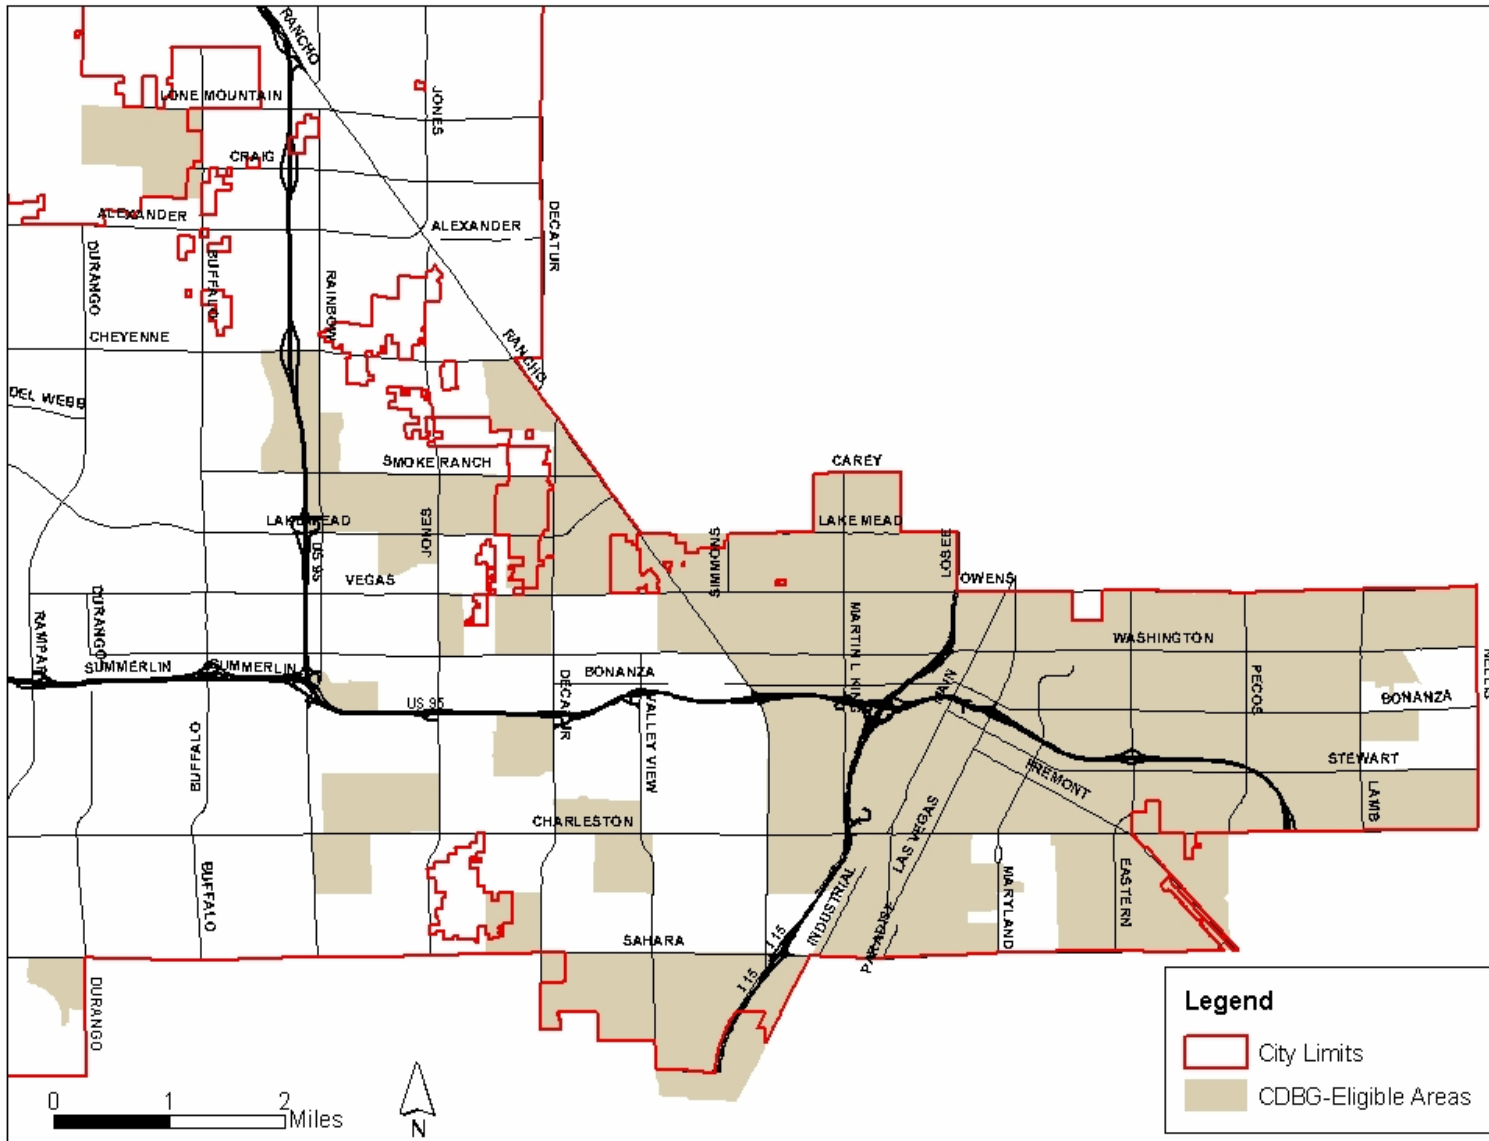 RANCHO
LONE MOUNTAIN
JONES
CRAIG
ALEXANDER
ALEXANDER
DECATUR
DURANGO
BUFFALO
RAINBOW
CHEYENNE
RANCHO
DEL WEBB
SMOKE RANCH
CAREY
LAKE MEAD
JONES
SIMMONS
LAKE MEAD
LOSEE
US 95
VEGAS
OWENS
DURANGO
RAMPART
MARTIN L KING
WASHINGTON
SUMMERLIN
SUMMERLIN
BONANZA
PECOS
NELLIS
DECATUR
MAIN
BONANZA
US 95
VALLEY VIEW
BUFFALO
STEWART
FREMONT
LAMB
CHARLESTON
LAS VEGAS
BUFFALO
INDUSTRIAL
MARYLAND
EASTERN
SAHARA
PARADISE
I 15
I 15
DURANGO
Legend
City Limits
CDBG-Eligible Areas
0 1 2
Miles
N